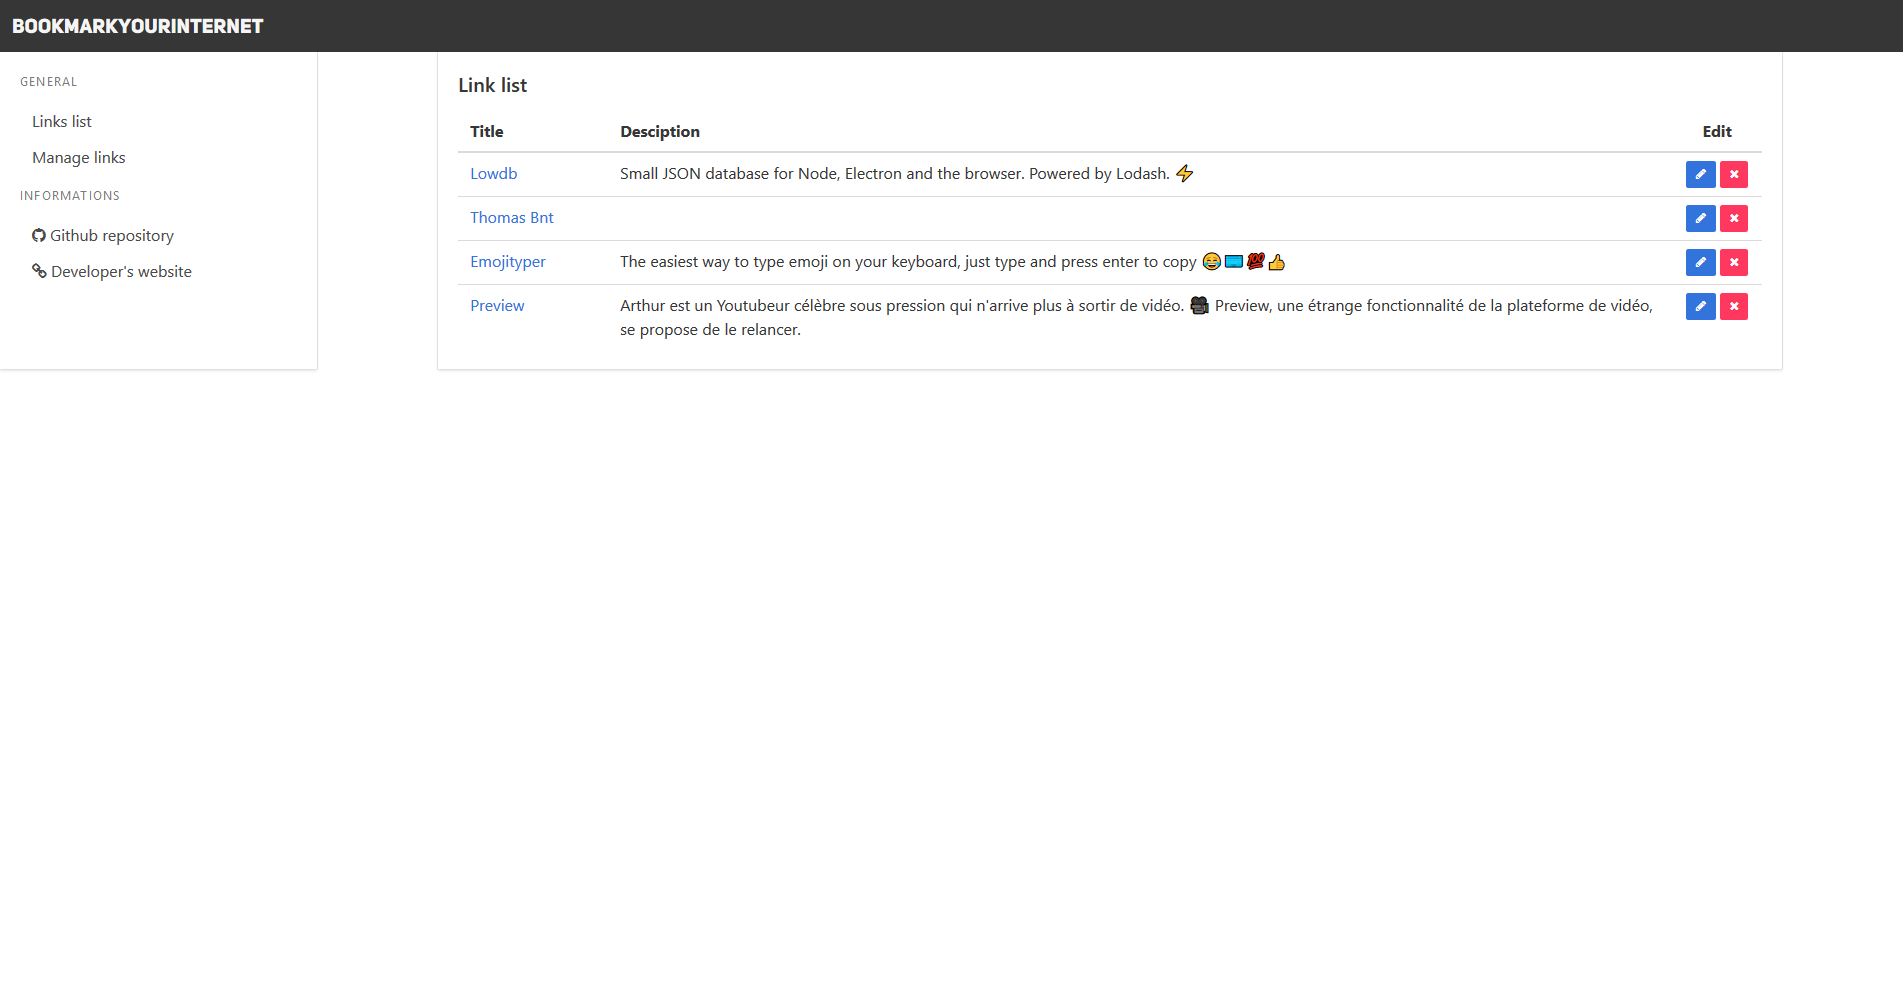 BOOKMARKYOURINTERNET
GENERAL
Links list
Manage links
INFORMATIONS
Github repository
Developer's website
Link list
Title Desciption Edit
Lowdb Small JSON database for Node, Electron and the browser. Powered by Lodash. ⚡
Thomas Bnt
Emojityper The easiest way to type emoji on your keyboard, just type and press enter to copy 😂⌨️💯👍
Preview Arthur est un Youtubeur célèbre sous pression qui n'arrive plus à sortir de vidéo. 🎥 Preview, une étrange fonctionnalité de la plateforme de vidéo,
se propose de le relancer.